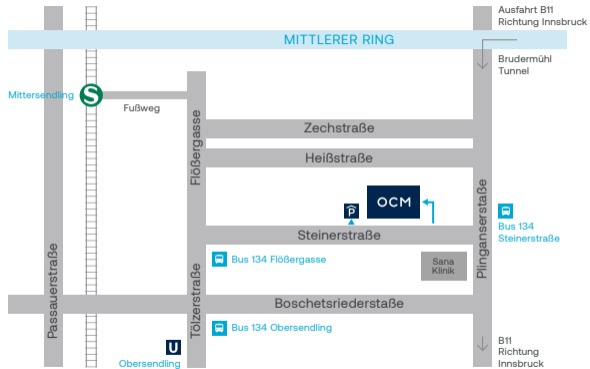 Ausfahrt B11
Richtung Innsbruck
MITTLERER RING
Brudermühl
Tunnel
Mittersendling
S
Fußweg
Flößergasse
Zechstraße
Heißstraße
OCM
P
Steinerstraße
Plinganserstaße
Bus 134
Steinerstraße
Bus 134 Flößergasse
Sana
Klinik
Passauerstraße
Tölzerstraße
Boschetsriederstaße
Bus 134 Obersendling
U
Obersendling
B11
Richtung
Innsbruck